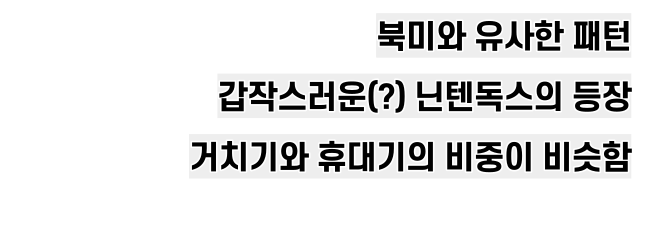 북미와 유사한 패턴
갑작스러운(?) 닌텐독스의 등장
거치기와 휴대기의 비중이 비슷함